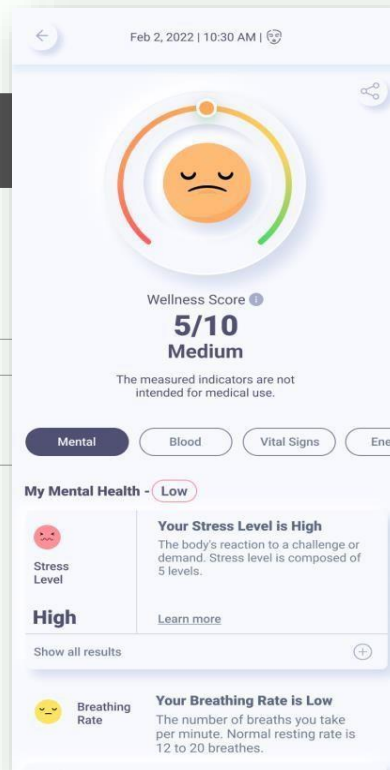 Feb 2, 2022 | 10:30 AM |
Wellness Score
5/10
Medium
The measured indicators are not
intended for medical use.
Mental
Blood
Vital Signs
Ene
My Mental Health - Low
Stress
Level
High
Your Stress Level is High
The body's reaction to a challenge or
demand. Stress level is composed of
5 levels.
Learn more
Show all results
Breathing
Rate
Your Breathing Rate is Low
The number of breaths you take
per minute. Normal resting rate is
12 to 20 breathes.